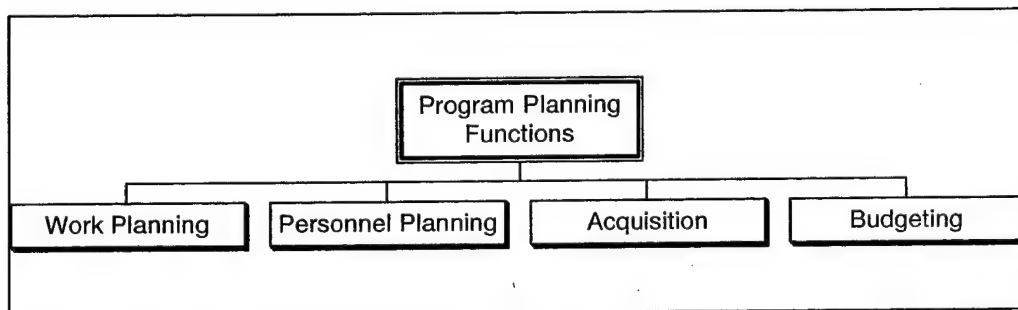 Program Planning
Functions
Work Planning
Personnel Planning
Acquisition
Budgeting